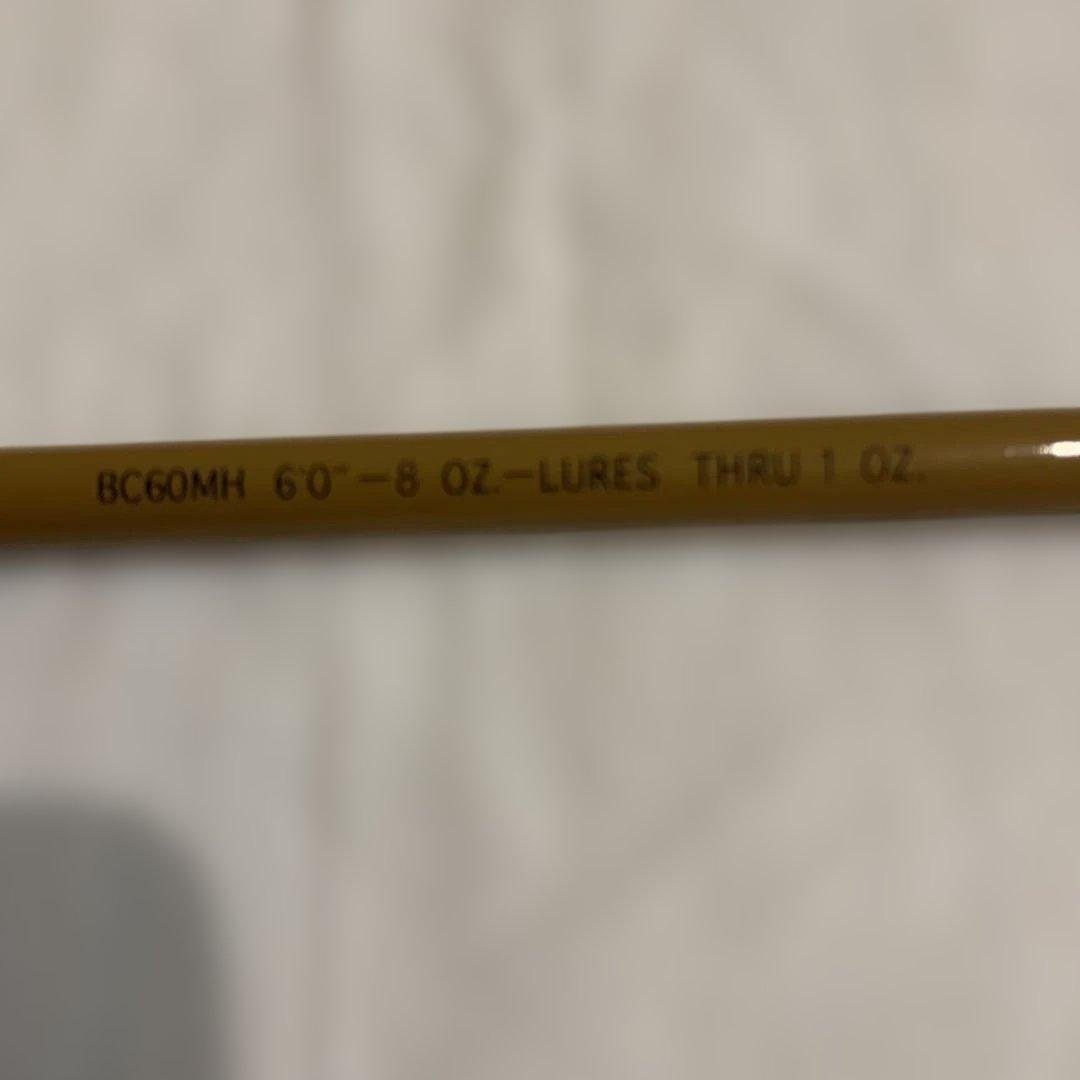 BC60MH 6'0" – 8 OZ. – LURES THRU 1 OZ.